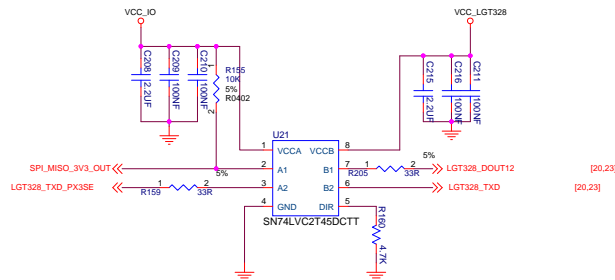 VCC_IO
VCC_LGT328
C208
2.2UF
C209
100NF
C210
100NF
1
R155
10K
5%
R0402
2
C215
2.2UF
C216
100NF
C211
100NF
U21
1 VCCA VCCB 8
SPI_MISO_3V3_OUT 5% 2 A1 B1 7 1 R205 2 33R 5% LGT328_DOUT12 [20,23]
LGT328_TXD_PX3SE R159 1 2 33R 3 A2 B2 6 LGT328_TXD [20,23]
4 GND DIR 5
SN74LVC2T45DCTT
R160
4.7K